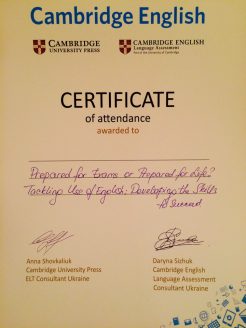 Cambridge English
CAMBRIDGE UNIVERSITY PRESS
CAMBRIDGE ENGLISH
Language Assessment
Part of the University of Cambridge
CERTIFICATE
of attendance
awarded to
Prepared for Exams or Prepared for Life?
Tackling Use of English: Developing the Skills
to Succeed
Anna Shovkaliuk
Cambridge University Press
ELT Consultant Ukraine
Daryna Sizhuk
Cambridge English
Language Assessment
Consultant Ukraine